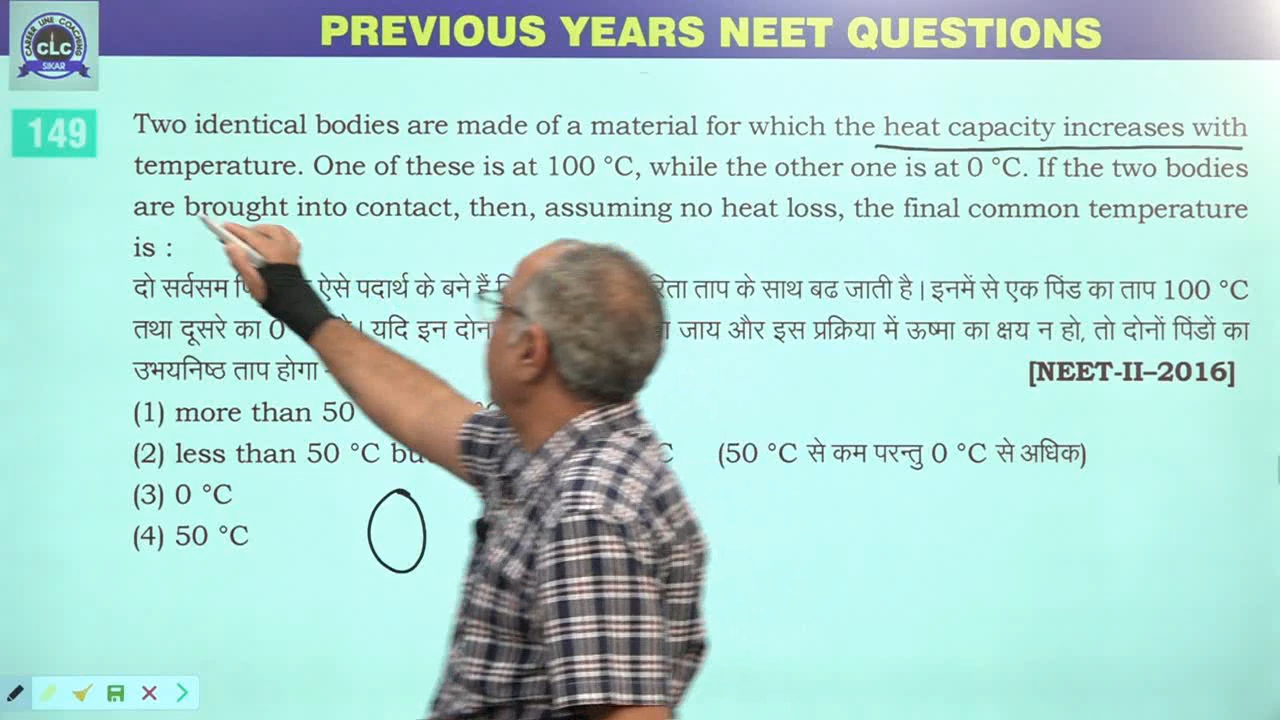 CAREER LINE COACHING
CLC
SIKAR
PREVIOUS YEARS NEET QUESTIONS
149
Two identical bodies are made of a material for which the heat capacity increases with
temperature. One of these is at 100 °C, while the other one is at 0 °C. If the two bodies
are brought into contact, then, assuming no heat loss, the final common temperature
is :
दो सर्वसम ऐसे पदार्थ के बने हैं ताप के साथ बढ जाती है। इनमें से एक पिंड का ताप 100 °C
तथा दूसरे का 0 यदि इन जाय और इस प्रक्रिया में ऊष्मा का क्षय न हो, तो दोनों पिंडों का
उभयनिष्ठ ताप होगा
[NEET-II–2016]
(1) more than 50
(2) less than 50 °C C (50 °C से कम परन्तु 0 °C से अधिक)
(3) 0 °C
(4) 50 °C